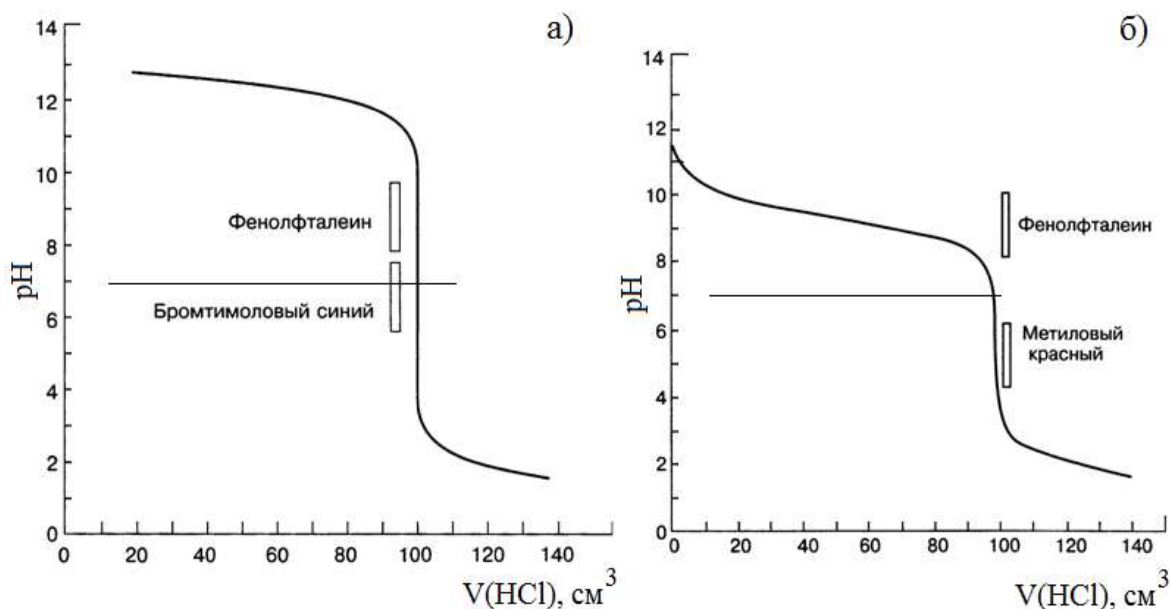 а)
14
12
10
8
6
4
2
0
pH
Фенолфталеин
Бромтимоловый синий
0 20 40 60 80 100 120 140
V(HCl), см³
б)
14
12
10
8
6
4
2
0
pH
Фенолфталеин
Метиловый
красный
0 20 40 60 80 100 120 140
V(HCl), см³